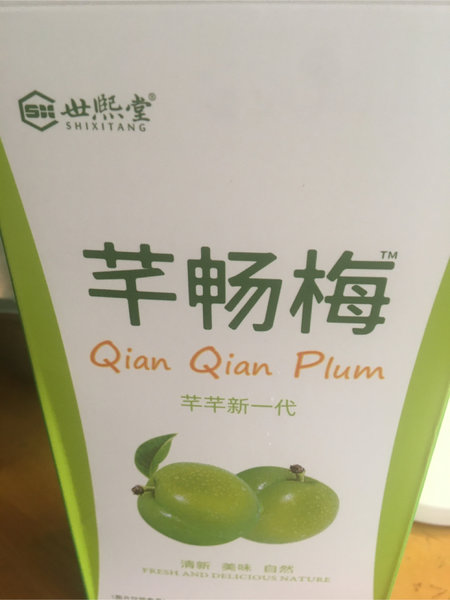 SH 世熙堂®
SHIXITANG
芊畅梅™
Qian Qian Plum
芊芊新一代
清新 美味 自然
FRESH AND DELICIOUS NATURE